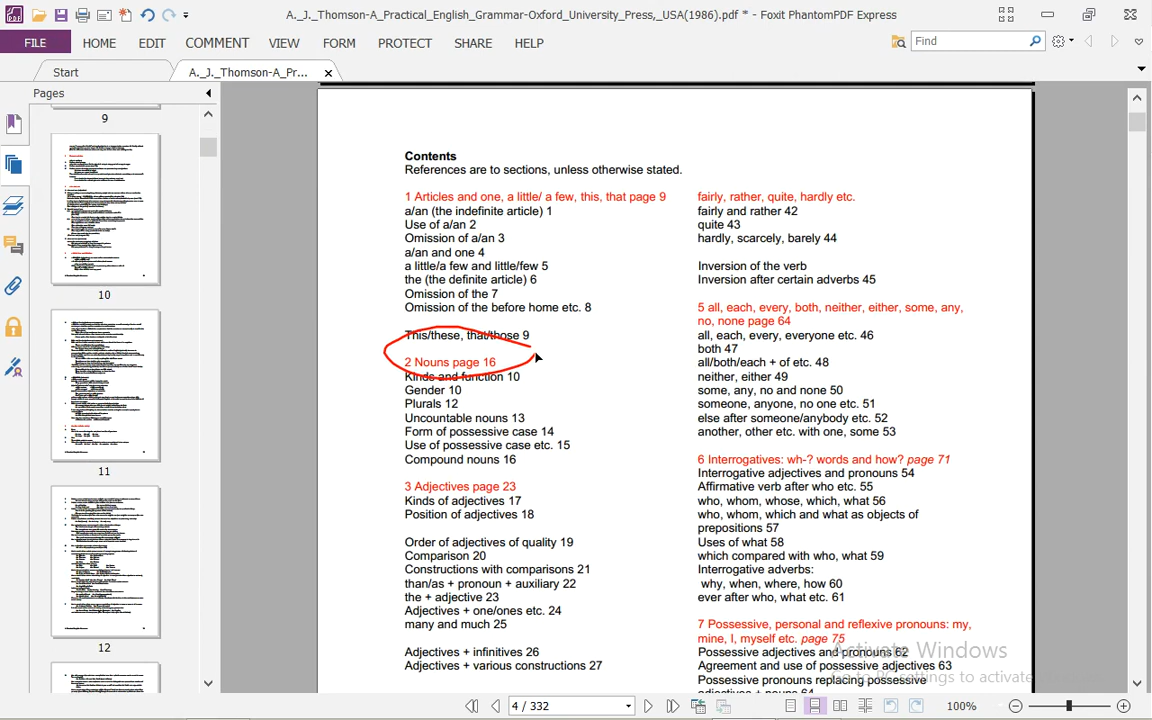 A._J._Thomson-A_Practical_English_Grammar-Oxford_University_Press,_USA(1986).pdf * - Foxit PhantomPDF Express
FILE HOME EDIT COMMENT VIEW FORM PROTECT SHARE HELP Find
Start A._J._Thomson-A_Pr...
Pages
9
10
11
12
Contents
References are to sections, unless otherwise stated.
1 Articles and one, a little/ a few, this, that page 9
a/an (the indefinite article) 1
Use of a/an 2
Omission of a/an 3
a/an and one 4
a little/a few and little/few 5
the (the definite article) 6
Omission of the 7
Omission of the before home etc. 8
This/these, that/those 9
2 Nouns page 16
Kinds and function 10
Gender 10
Plurals 12
Uncountable nouns 13
Form of possessive case 14
Use of possessive case etc. 15
Compound nouns 16
3 Adjectives page 23
Kinds of adjectives 17
Position of adjectives 18
Order of adjectives of quality 19
Comparison 20
Constructions with comparisons 21
than/as + pronoun + auxiliary 22
the + adjective 23
Adjectives + one/ones etc. 24
many and much 25
Adjectives + infinitives 26
Adjectives + various constructions 27
fairly, rather, quite, hardly etc.
fairly and rather 42
quite 43
hardly, scarcely, barely 44
Inversion of the verb
Inversion after certain adverbs 45
5 all, each, every, both, neither, either, some, any,
no, none page 64
all, each, every, everyone etc. 46
both 47
all/both/each + of etc. 48
neither, either 49
some, any, no and none 50
someone, anyone, no one etc. 51
else after someone/anybody etc. 52
another, other etc. with one, some 53
6 Interrogatives: wh-? words and how? page 71
Interrogative adjectives and pronouns 54
Affirmative verb after who etc. 55
who, whom, whose, which, what 56
who, whom, which and what as objects of
prepositions 57
Uses of what 58
which compared with who, what 59
Interrogative adverbs:
why, when, where, how 60
ever after who, what etc. 61
7 Possessive, personal and reflexive pronouns: my,
mine, I, myself etc. page 75
Possessive adjectives and pronouns 62
Agreement and use of possessive adjectives 63
Possessive pronouns replacing possessive
adjectives + nouns 64
Activate Windows
Go to PC settings to activate
4 / 332
100%